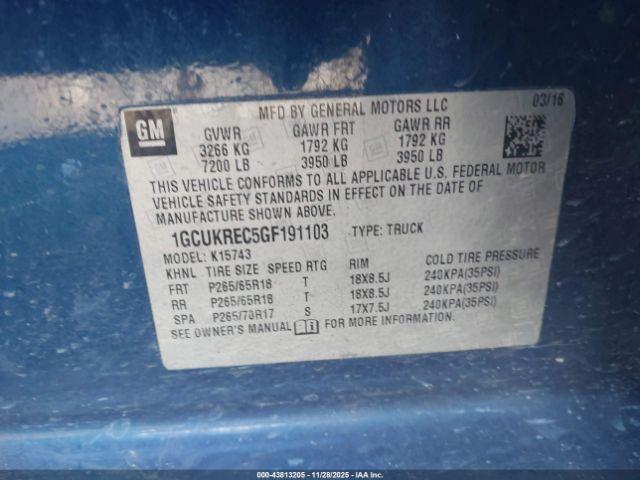 MFD BY GENERAL MOTORS LLC 03/16
GM
GVWR GAWR FRT GAWR RR
3266 KG 1792 KG 1792 KG
7200 LB 3950 LB 3950 LB
THIS VEHICLE CONFORMS TO ALL APPLICABLE U.S. FEDERAL MOTOR
VEHICLE SAFETY STANDARDS IN EFFECT ON THE DATE OF
MANUFACTURE SHOWN ABOVE.
1GCUKREC5GF191103 TYPE: TRUCK
MODEL: K15743
KHNL TIRE SIZE SPEED RTG RIM COLD TIRE PRESSURE
FRT P265/65R18 T 18X8.5J 240KPA(35PSI)
RR P265/65R18 T 18X8.5J 240KPA(35PSI)
SPA P265/70R17 S 17X7.5J 240KPA(35PSI)
SEE OWNER'S MANUAL FOR MORE INFORMATION.
000-43813205 - 11/28/2025 - IAAI.COM